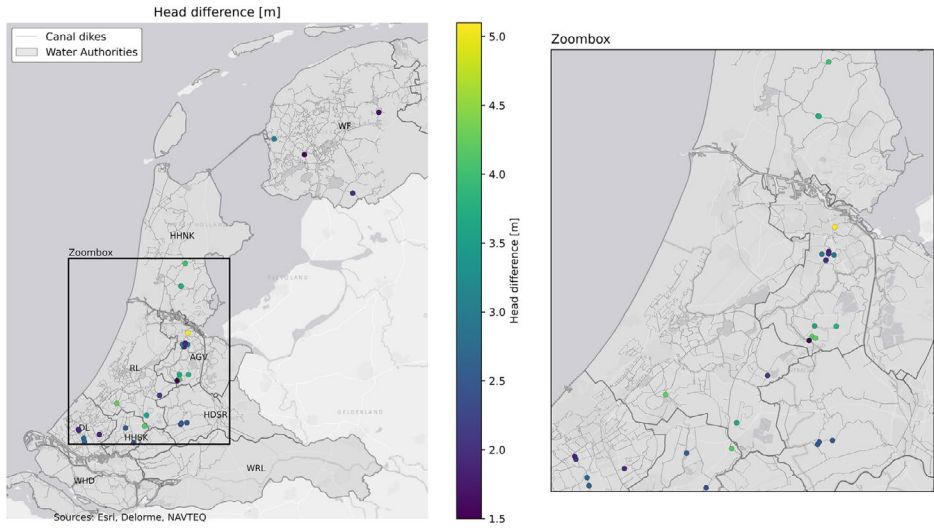 Head difference [m]
Canal dikes
Water Authorities
WF
HHNK
Zoombox
AGV
RL
HDSR
DL
HHSK
WRL
WHD
FLEVOLAND
GELDERLAND
Sources: Esri, Delorme, NAVTEQ
5.0
4.5
4.0
3.5
3.0
2.5
2.0
1.5
Head difference [m]
Zoombox